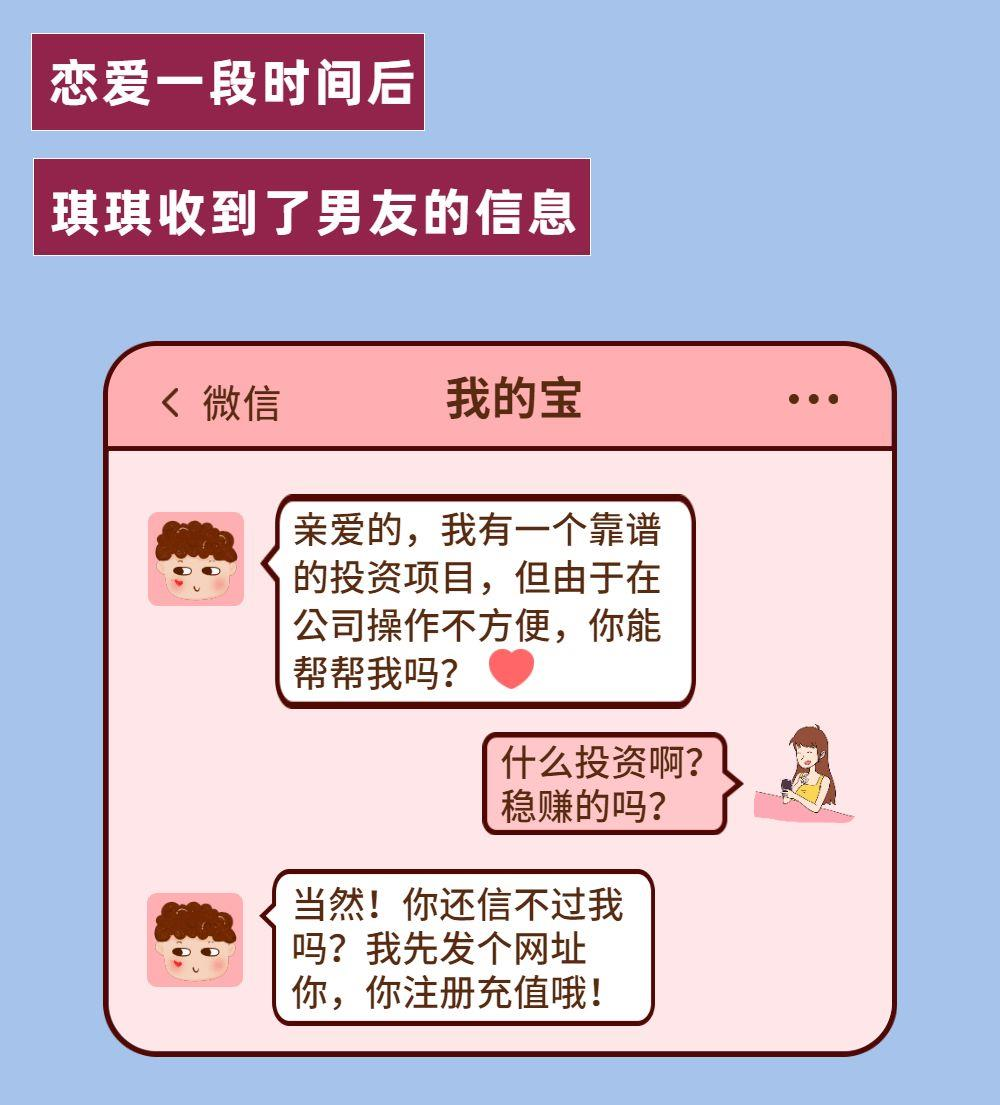 恋爱一段时间后
琪琪收到了男友的信息
微信
我的宝
亲爱的，我有一个靠谱
的投资项目，但由于在
公司操作不方便，你能
帮帮我吗？
什么投资啊？
稳赚的吗？
当然！你还信不过我
吗？我先发个网址
你，你注册充值哦！